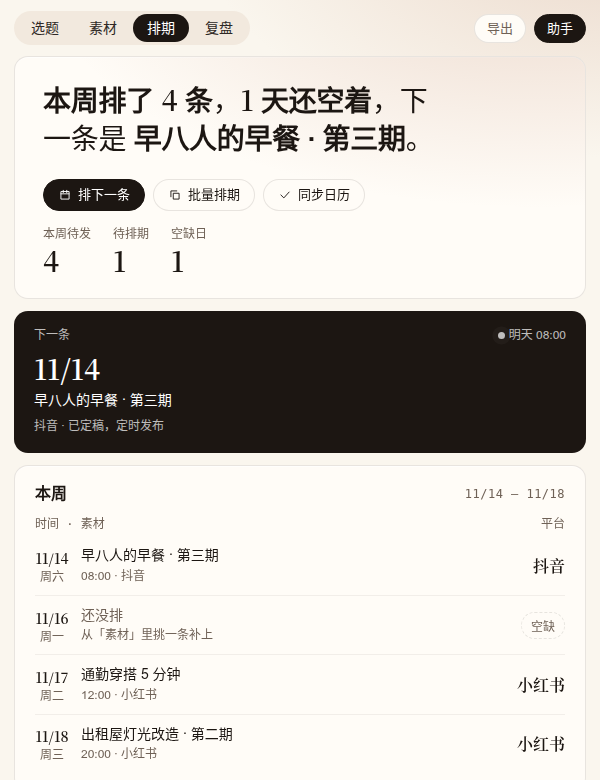 选题 素材 排期 复盘 导出 助手
本周排了 4 条，1 天还空着，下
一条是 早八人的早餐 · 第三期。
排下一条 批量排期 同步日历
本周待发 待排期 空缺日
4 1 1
下一条 明天 08:00
11/14
早八人的早餐 · 第三期
抖音 · 已定稿，定时发布
本周 11/14 — 11/18
时间 · 素材 平台
11/14 早八人的早餐 · 第三期 抖音
周六 08:00 · 抖音
11/16 还没排 空缺
周一 从「素材」里挑一条补上
11/17 通勤穿搭 5 分钟 小红书
周二 12:00 · 小红书
11/18 出租屋灯光改造 · 第二期 小红书
周三 20:00 · 小红书